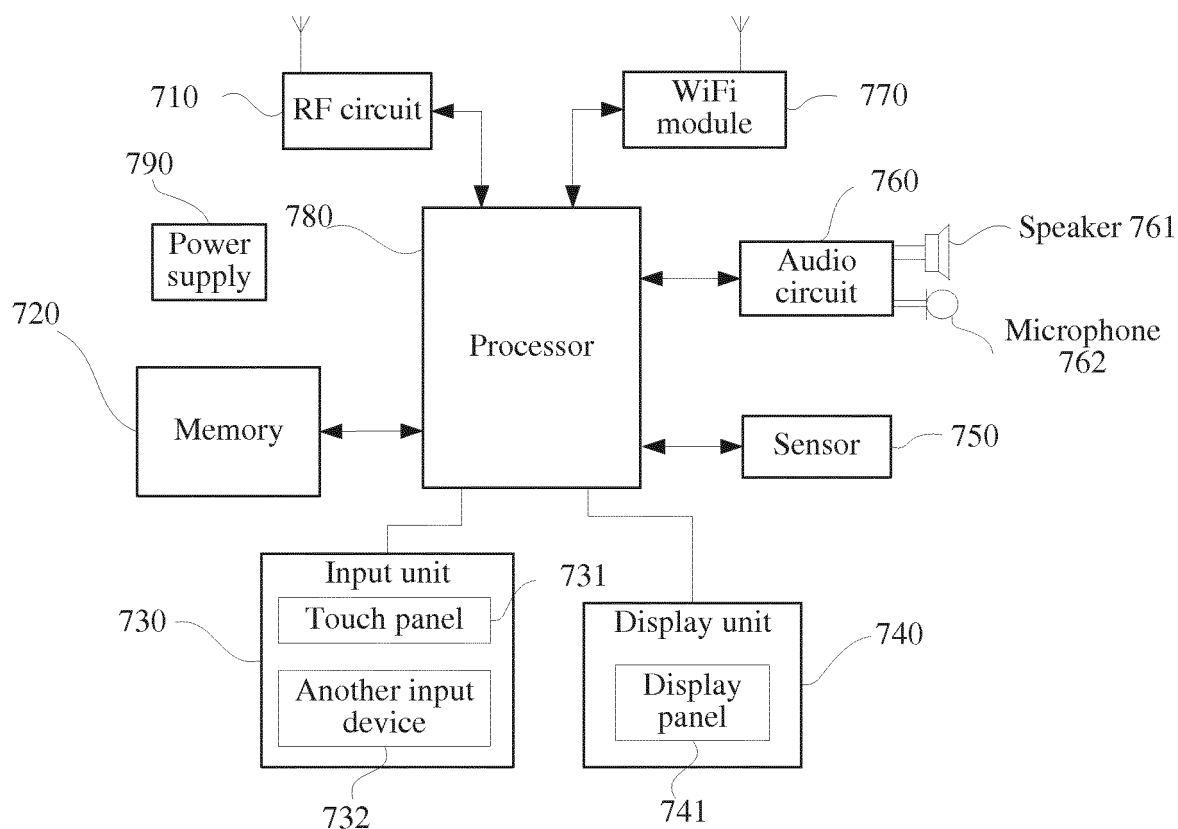 710
RF circuit
WiFi
module
770
790
Power
supply
780
760
Speaker 761
Audio
circuit
Microphone
762
720
Processor
Memory
Sensor
750
Input unit
731
Touch panel
730
Another input
device
732
Display unit
740
Display
panel
741